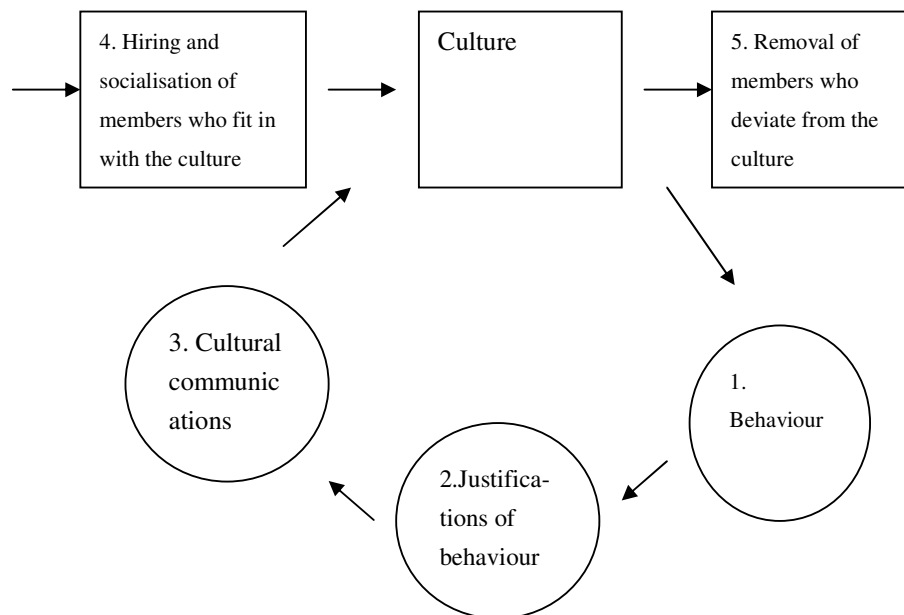 4. Hiring and
socialisation of
members who fit in
with the culture
Culture
5. Removal of
members who
deviate from the
culture
3. Cultural
communic
ations
1.
Behaviour
2.Justifica-
tions of
behaviour